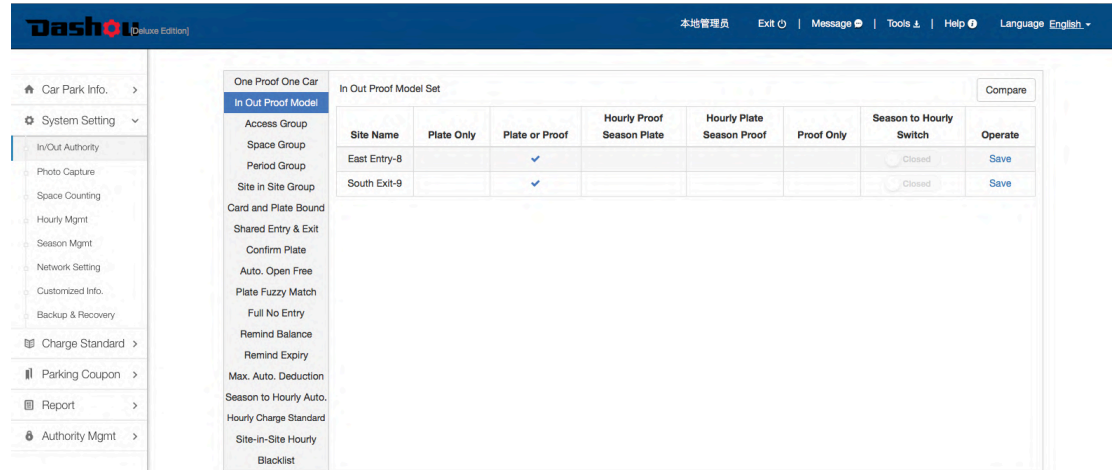 Dashou [Deluxe Edition]
本地管理员 Exit | Message | Tools | Help Language English
Car Park Info.
System Setting
In/Out Authority
Photo Capture
Space Counting
Hourly Mgmt
Season Mgmt
Network Setting
Customized Info.
Backup & Recovery
Charge Standard
Parking Coupon
Report
Authority Mgmt
One Proof One Car
In Out Proof Model
Access Group
Space Group
Period Group
Site in Site Group
Card and Plate Bound
Shared Entry & Exit
Confirm Plate
Auto. Open Free
Plate Fuzzy Match
Full No Entry
Remind Balance
Remind Expiry
Max. Auto. Deduction
Season to Hourly Auto.
Hourly Charge Standard
Site-in-Site Hourly
Blacklist
In Out Proof Model Set Compare
Site Name Plate Only Plate or Proof Hourly Proof Season Plate Hourly Plate Season Proof Proof Only Season to Hourly Switch Operate
East Entry-8 Closed Save
South Exit-9 Closed Save